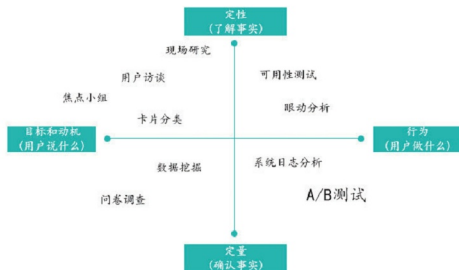 定性
(了解事实)
现场研究
用户访谈
可用性测试
焦点小组
眼动分析
卡片分类
目标和动机
(用户说什么)
行为
(用户做什么)
数据挖掘
系统日志分析
问卷调查
A/B测试
定量
(确认事实)